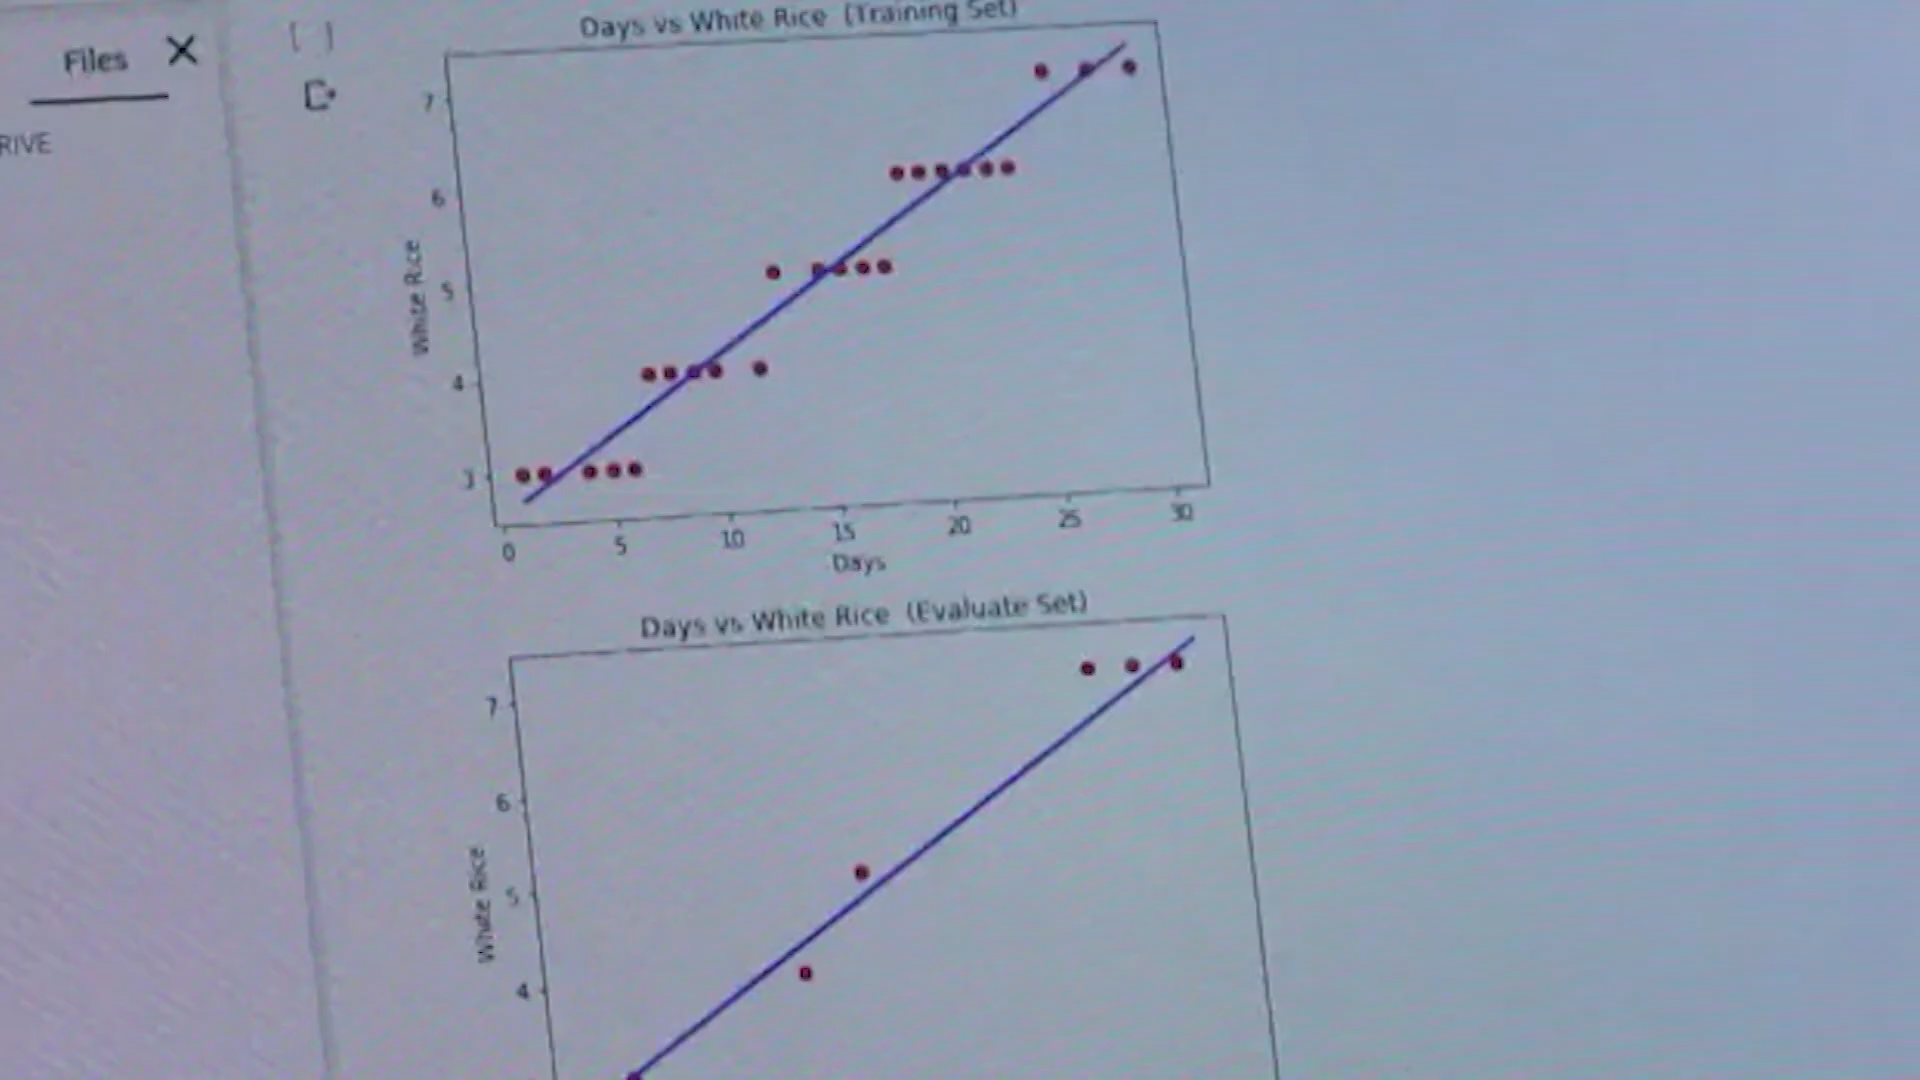 Files
RIVE
[ ]
Days vs White Rice (Training Set)
7
6
5
4
3
White Rice
0 5 10 15 20 25 30
Days
Days vs White Rice (Evaluate Set)
7
6
5
4
White Rice